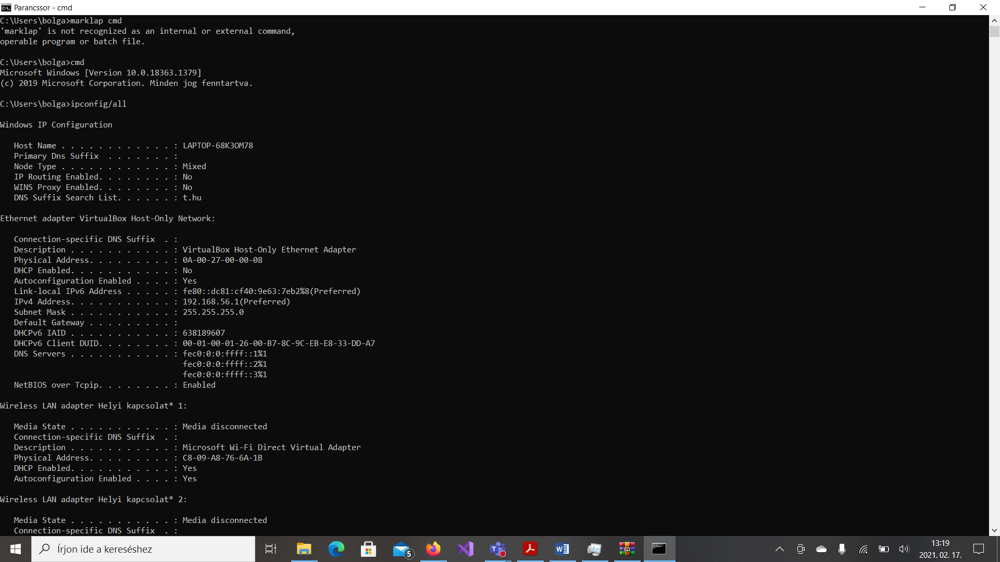 Parancssor - cmd
C:\Users\bolga>marklap cmd
'marklap' is not recognized as an internal or external command,
operable program or batch file.
C:\Users\bolga>cmd
Microsoft Windows [Version 10.0.18363.1379]
(c) 2019 Microsoft Corporation. Minden jog fenntartva.
C:\Users\bolga>ipconfig/all
Windows IP Configuration
   Host Name . . . . . . . . . . . . : LAPTOP-68K3OM78
   Primary Dns Suffix  . . . . . . . :
   Node Type . . . . . . . . . . . . : Mixed
   IP Routing Enabled. . . . . . . . : No
   WINS Proxy Enabled. . . . . . . . : No
   DNS Suffix Search List. . . . . . : t.hu
Ethernet adapter VirtualBox Host-Only Network:
   Connection-specific DNS Suffix  . :
   Description . . . . . . . . . . . : VirtualBox Host-Only Ethernet Adapter
   Physical Address. . . . . . . . . : 0A-00-27-00-00-08
   DHCP Enabled. . . . . . . . . . . : No
   Autoconfiguration Enabled . . . . : Yes
   Link-local IPv6 Address . . . . . : fe80::dc81:cf40:9e63:7eb2%8(Preferred)
   IPv4 Address. . . . . . . . . . . : 192.168.56.1(Preferred)
   Subnet Mask . . . . . . . . . . . : 255.255.255.0
   Default Gateway . . . . . . . . . :
   DHCPv6 IAID . . . . . . . . . . . : 638189607
   DHCPv6 Client DUID. . . . . . . . : 00-01-00-01-26-00-B7-8C-9C-EB-E8-33-DD-A7
   DNS Servers . . . . . . . . . . . : fec0:0:0:ffff::1%1
                                       fec0:0:0:ffff::2%1
                                       fec0:0:0:ffff::3%1
   NetBIOS over Tcpip. . . . . . . . : Enabled
Wireless LAN adapter Helyi kapcsolat* 1:
   Media State . . . . . . . . . . . : Media disconnected
   Connection-specific DNS Suffix  . :
   Description . . . . . . . . . . . : Microsoft Wi-Fi Direct Virtual Adapter
   Physical Address. . . . . . . . . : C8-09-A8-76-6A-1B
   DHCP Enabled. . . . . . . . . . . : Yes
   Autoconfiguration Enabled . . . . : Yes
Wireless LAN adapter Helyi kapcsolat* 2:
   Media State . . . . . . . . . . . : Media disconnected
   Connection-specific DNS Suffix  . :
Írjon ide a kereséshez
5
13:19
2021. 02. 17.